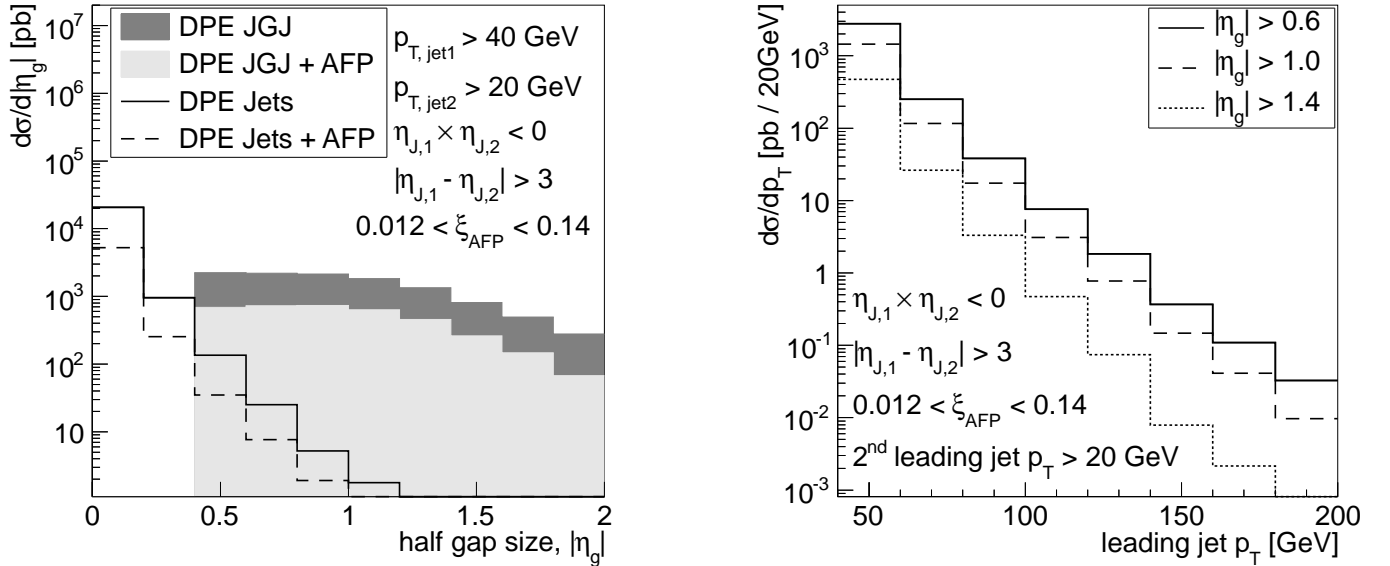 dσ/d|η_g| [pb]
10^7
10^6
10^5
10^4
10^3
10^2
10
DPE JGJ
DPE JGJ + AFP
DPE Jets
DPE Jets + AFP
p_T, jet1 > 40 GeV
p_T, jet2 > 20 GeV
η_J,1 × η_J,2 < 0
|η_J,1 - η_J,2| > 3
0.012 < ξ_AFP < 0.14
0 0.5 1 1.5 2
half gap size, |η_g|
dσ/dp_T [pb / 20GeV]
10^3
10^2
10
1
10^-1
10^-2
10^-3
|η_g| > 0.6
|η_g| > 1.0
|η_g| > 1.4
η_J,1 × η_J,2 < 0
|η_J,1 - η_J,2| > 3
0.012 < ξ_AFP < 0.14
2^nd leading jet p_T > 20 GeV
50 100 150 200
leading jet p_T [GeV]